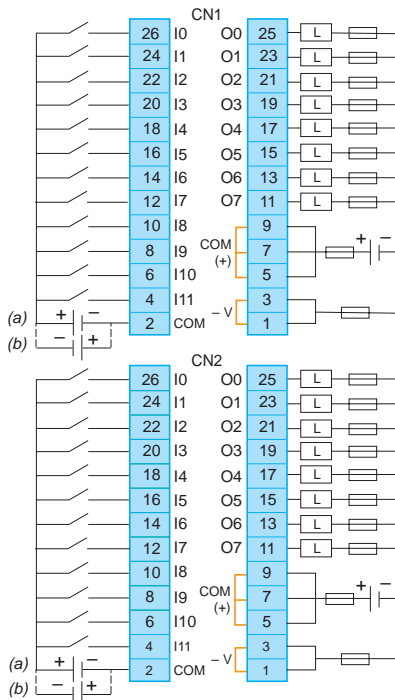 CN1
26 I0 O0 25 L
24 I1 O1 23 L
22 I2 O2 21 L
20 I3 O3 19 L
18 I4 O4 17 L
16 I5 O5 15 L
14 I6 O6 13 L
12 I7 O7 11 L
10 I8 9
8 I9 COM (+) 7 + −
6 I10 5
4 I11 3
(a) + − 2 COM − V 1
(b) − +
CN2
26 I0 O0 25 L
24 I1 O1 23 L
22 I2 O2 21 L
20 I3 O3 19 L
18 I4 O4 17 L
16 I5 O5 15 L
14 I6 O6 13 L
12 I7 O7 11 L
10 I8 9
8 I9 COM (+) 7 + −
6 I10 5
4 I11 3
(a) + − 2 COM − V 1
(b) − +